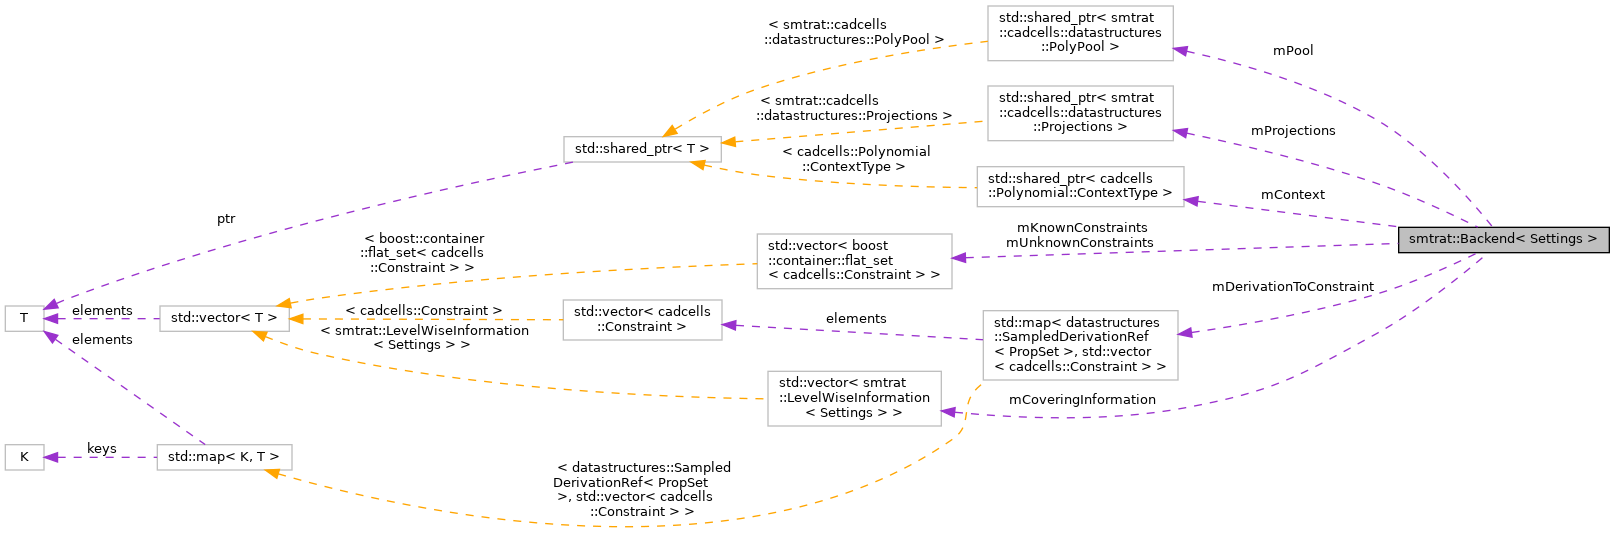 std::shared_ptr< smtrat
::cadcells::datastructures
::PolyPool >
< smtrat::cadcells
::datastructures::PolyPool >
mPool
std::shared_ptr< smtrat
::cadcells::datastructures
::Projections >
< smtrat::cadcells
::datastructures::Projections >
mProjections
std::shared_ptr< T >
< cadcells::Polynomial
::ContextType >
std::shared_ptr< cadcells
::Polynomial::ContextType >
mContext
ptr
mKnownConstraints
mUnknownConstraints
smtrat::Backend< Settings >
< boost::container
::flat_set< cadcells
::Constraint > >
std::vector< boost
::container::flat_set
< cadcells::Constraint > >
mDerivationToConstraint
T
elements
std::vector< T >
< cadcells::Constraint >
std::vector< cadcells
::Constraint >
elements
std::map< datastructures
::SampledDerivationRef
< PropSet >, std::vector
< cadcells::Constraint > >
elements
< smtrat::LevelWiseInformation
< Settings > >
std::vector< smtrat
::LevelWiseInformation
< Settings > >
mCoveringInformation
K
keys
std::map< K, T >
< datastructures::Sampled
DerivationRef< PropSet
>, std::vector< cadcells
::Constraint > >